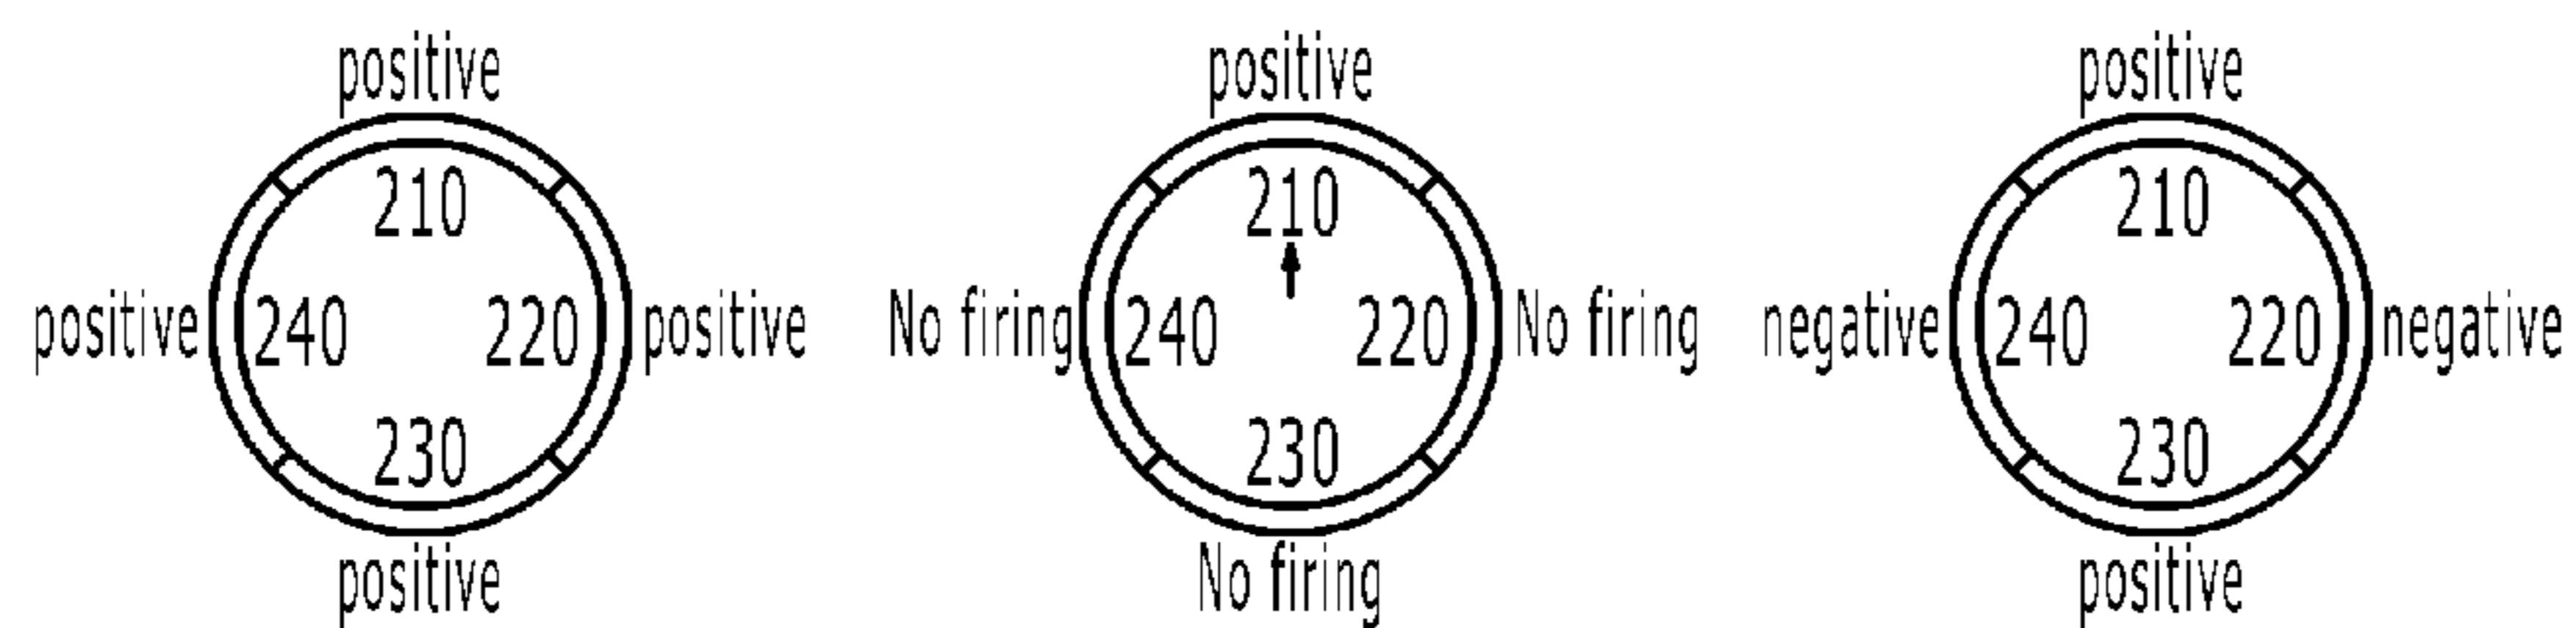 positive positive positive
210 210 210
positive 240 220 positive No firing 240 220 No firing negative 240 220 negative
230 230 230
positive No firing positive